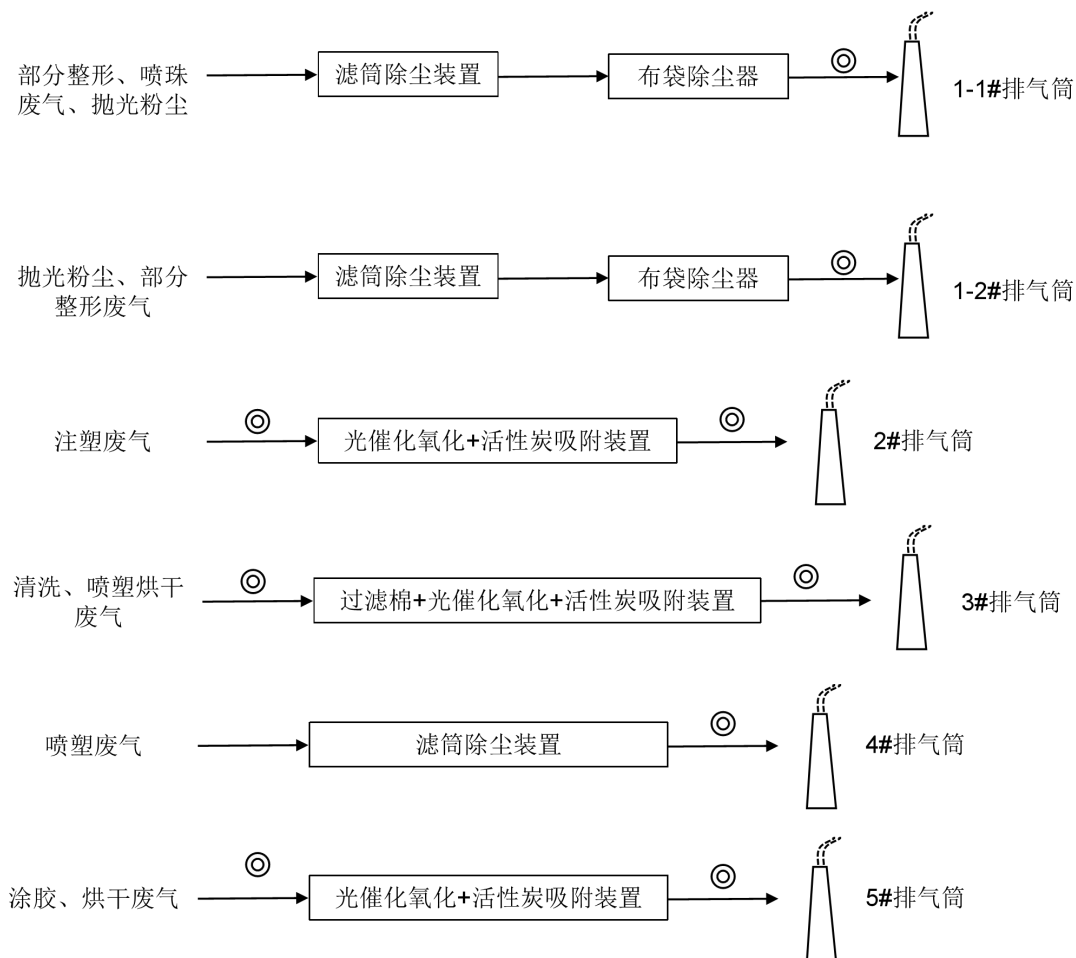 部分整形、喷珠
废气、抛光粉尘
滤筒除尘装置
布袋除尘器
1-1#排气筒
抛光粉尘、部分
整形废气
滤筒除尘装置
布袋除尘器
1-2#排气筒
注塑废气
光催化氧化+活性炭吸附装置
2#排气筒
清洗、喷塑烘干
废气
过滤棉+光催化氧化+活性炭吸附装置
3#排气筒
喷塑废气
滤筒除尘装置
4#排气筒
涂胶、烘干废气
光催化氧化+活性炭吸附装置
5#排气筒